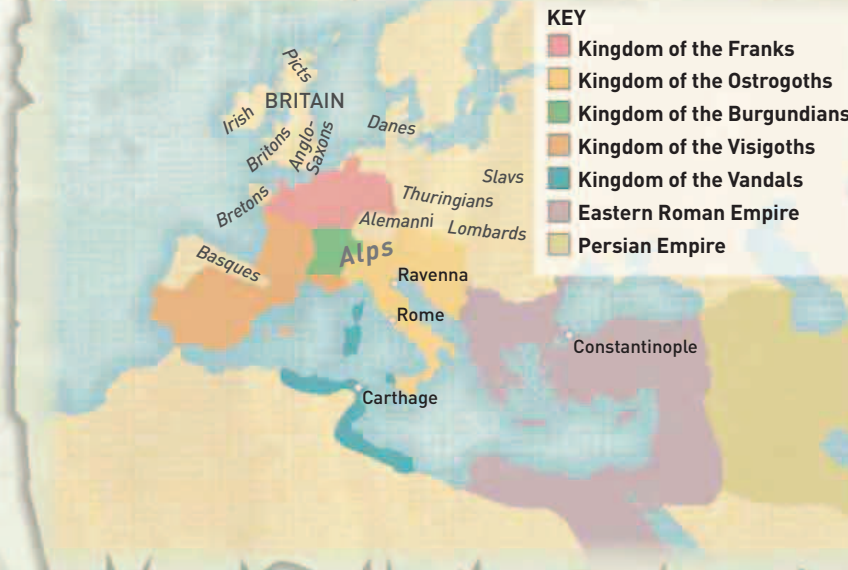 KEY
Kingdom of the Franks
Kingdom of the Ostrogoths
Kingdom of the Burgundians
Kingdom of the Visigoths
Kingdom of the Vandals
Eastern Roman Empire
Persian Empire
Picts
BRITAIN
Irish
Britons
Anglo-
Saxons
Danes
Slavs
Bretons
Thuringians
Alemanni
Lombards
Basques
Alps
Ravenna
Rome
Constantinople
Carthage